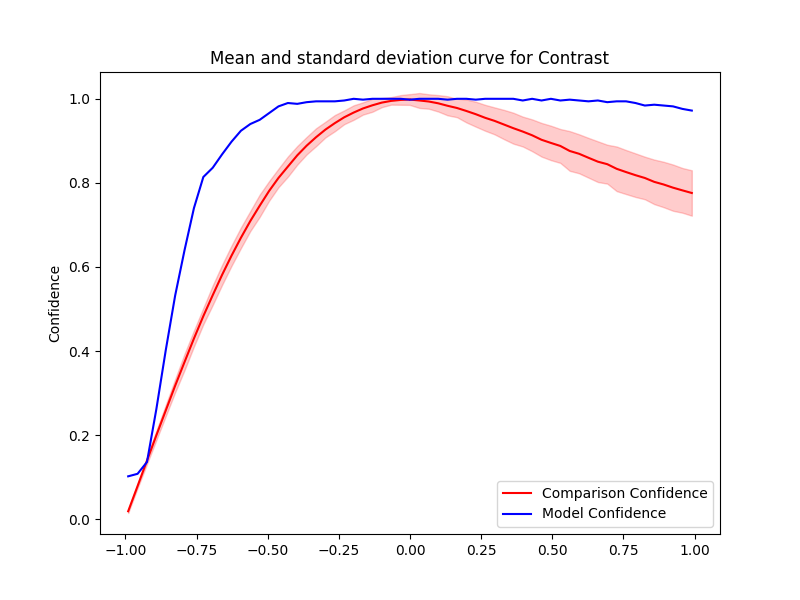 Mean and standard deviation curve for Contrast
Confidence
1.0
0.8
0.6
0.4
0.2
0.0
Comparison Confidence
Model Confidence
−1.00 −0.75 −0.50 −0.25 0.00 0.25 0.50 0.75 1.00